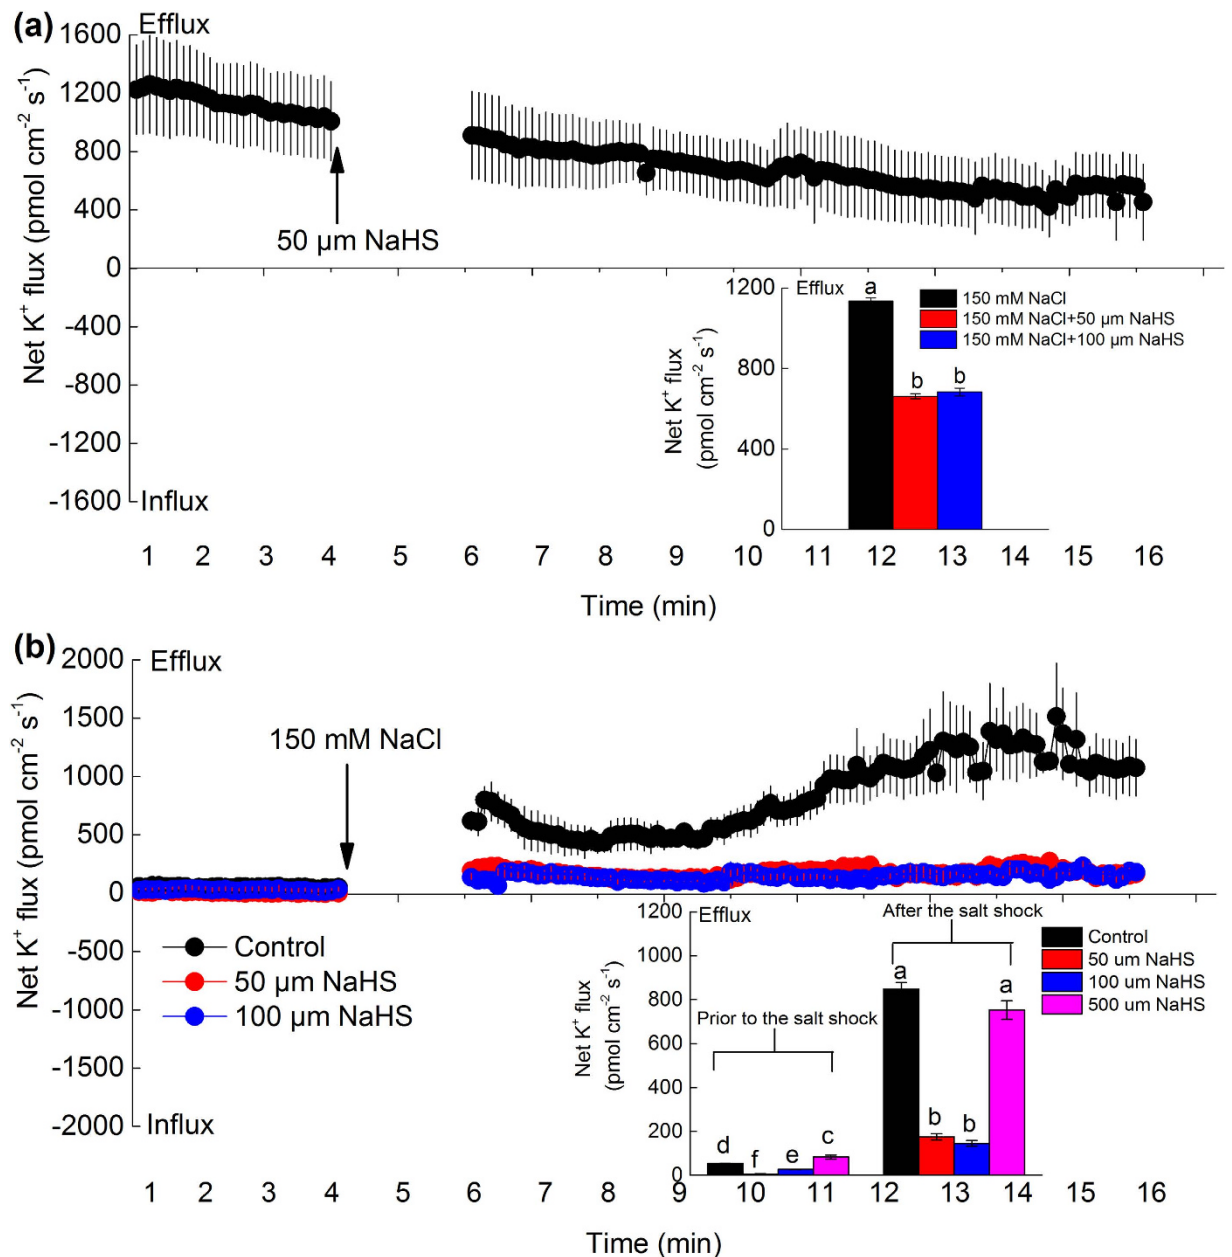 (a)
Efflux
1600
1200
800
400
0
-400
-800
-1200
-1600
Net K⁺ flux (pmol cm⁻² s⁻¹)
50 µm NaHS
Influx
Efflux
1200
800
400
0
Net K⁺ flux
(pmol cm⁻² s⁻¹)
a
b
b
150 mM NaCl
150 mM NaCl+50 µm NaHS
150 mM NaCl+100 µm NaHS
1 2 3 4 5 6 7 8 9 10 11 12 13 14 15 16
Time (min)
(b)
Efflux
2000
1500
1000
500
0
-500
-1000
-1500
-2000
Net K⁺ flux (pmol cm⁻² s⁻¹)
150 mM NaCl
Control
50 µm NaHS
100 µm NaHS
Influx
Efflux
1200
1000
800
600
400
200
0
Net K⁺ flux
(pmol cm⁻² s⁻¹)
Prior to the salt shock
After the salt shock
d
f
e
c
a
b
b
a
Control
50 um NaHS
100 um NaHS
500 um NaHS
1 2 3 4 5 6 7 8 9 10 11 12 13 14 15 16
Time (min)